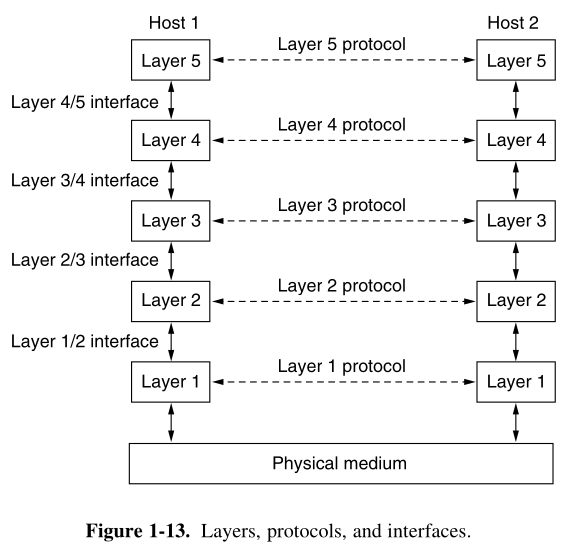 Host 1 Host 2
Layer 5 Layer 5 protocol Layer 5
Layer 4/5 interface
Layer 4 Layer 4 protocol Layer 4
Layer 3/4 interface
Layer 3 Layer 3 protocol Layer 3
Layer 2/3 interface
Layer 2 Layer 2 protocol Layer 2
Layer 1/2 interface
Layer 1 Layer 1 protocol Layer 1
Physical medium
Figure 1-13. Layers, protocols, and interfaces.